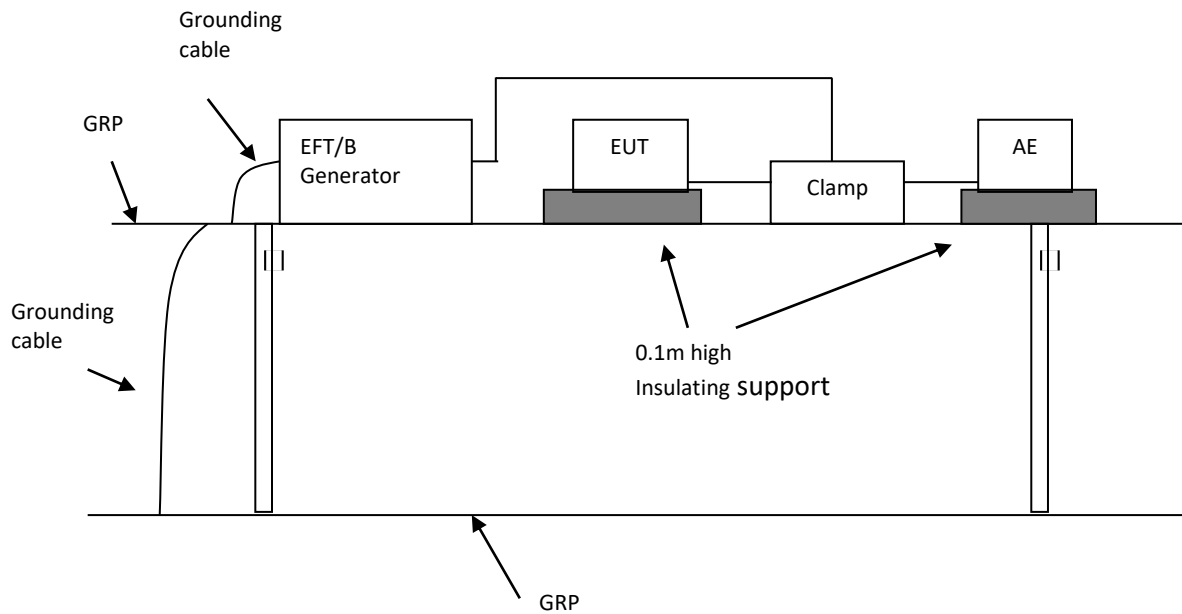 Grounding
cable
GRP
EFT/B
Generator
EUT
Clamp
AE
Grounding
cable
0.1m high
Insulating support
GRP